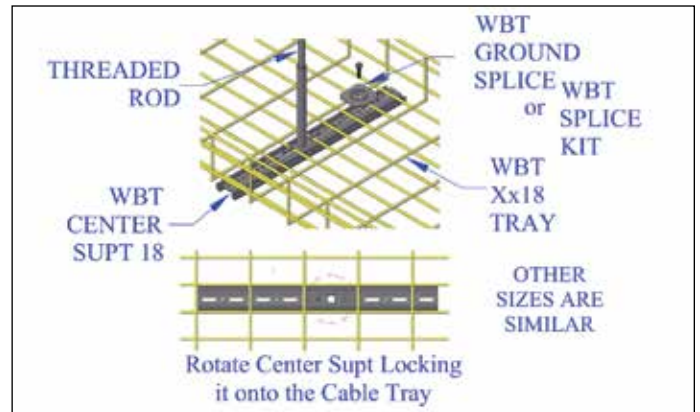 THREADED
ROD
WBT
GROUND
SPLICE
or
WBT
SPLICE
KIT
WBT
Xx18
TRAY
WBT
CENTER
SUPT 18
OTHER
SIZES ARE
SIMILAR
Rotate Center Supt Locking
it onto the Cable Tray